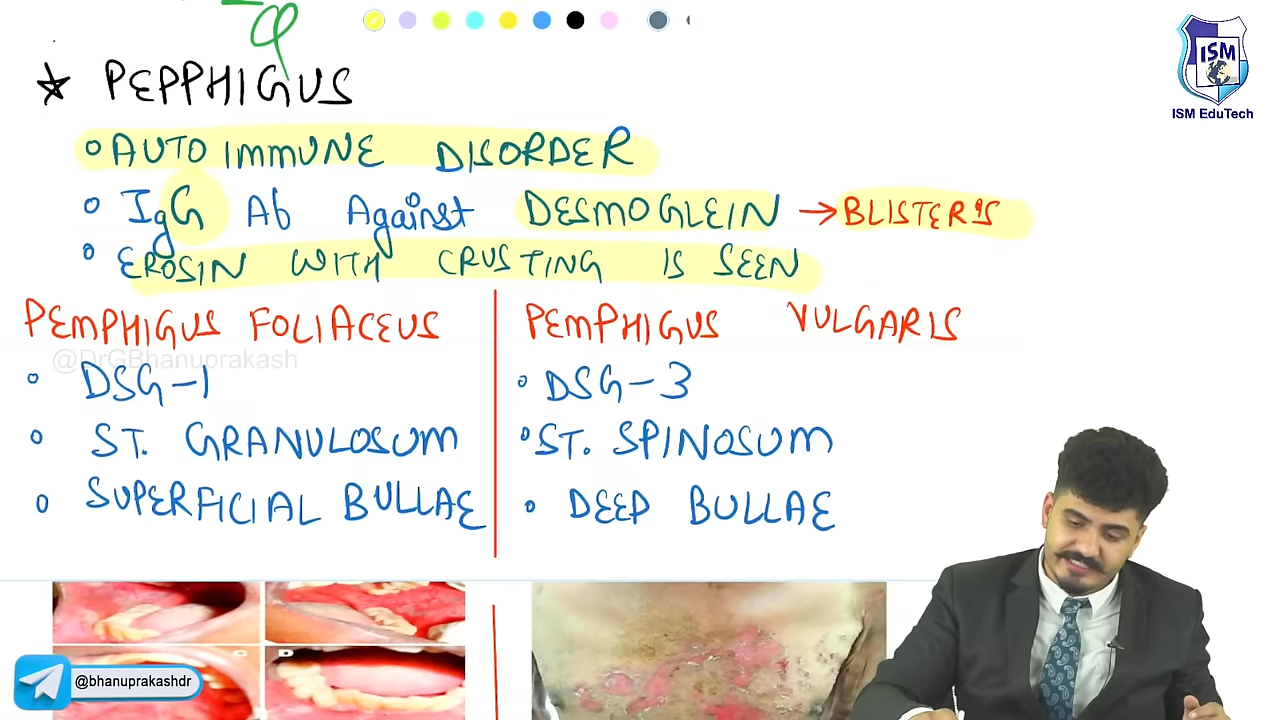 ISM
ISM EduTech
PEPPHIGUS
AUTO IMMUNE DISORDER
IgG Ab Against DESMOGLEIN → BLISTERS
EROSIN WITH CRUSTING IS SEEN
PEMPHIGUS FOLIACEUS
PEMPHIGUS VULGARIS
@DrGBhanuprakash
DSG-1
DSG-3
ST. GRANULOSUM
ST. SPINOSUM
SUPERFICIAL BULLAE
DEEP BULLAE
C D
@bhanuprakashdr